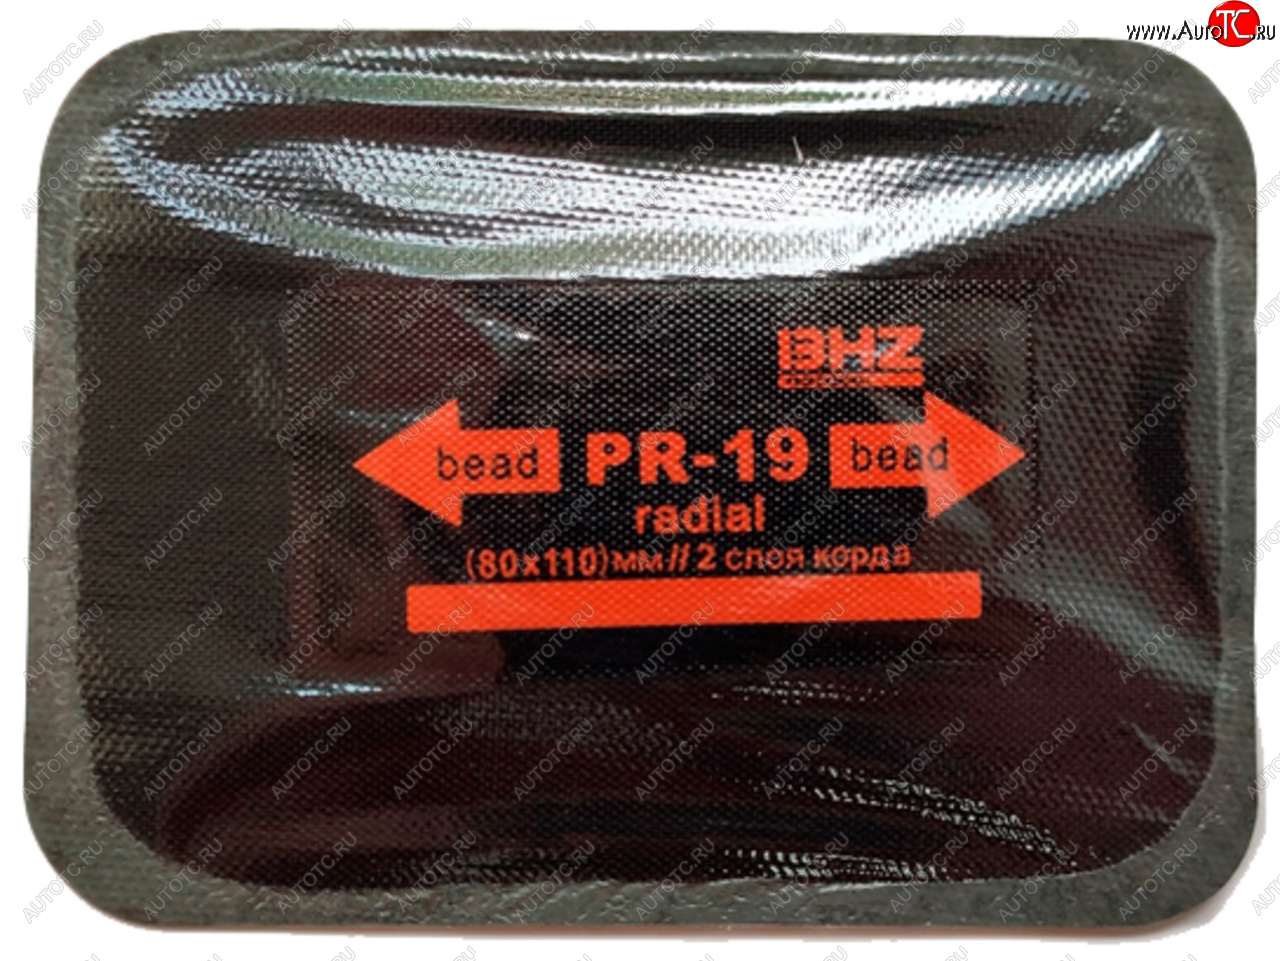 www.AutoTC.ru
BHZ
bead PR-19 bead
radial
(80x110)мм//2 слоя корда